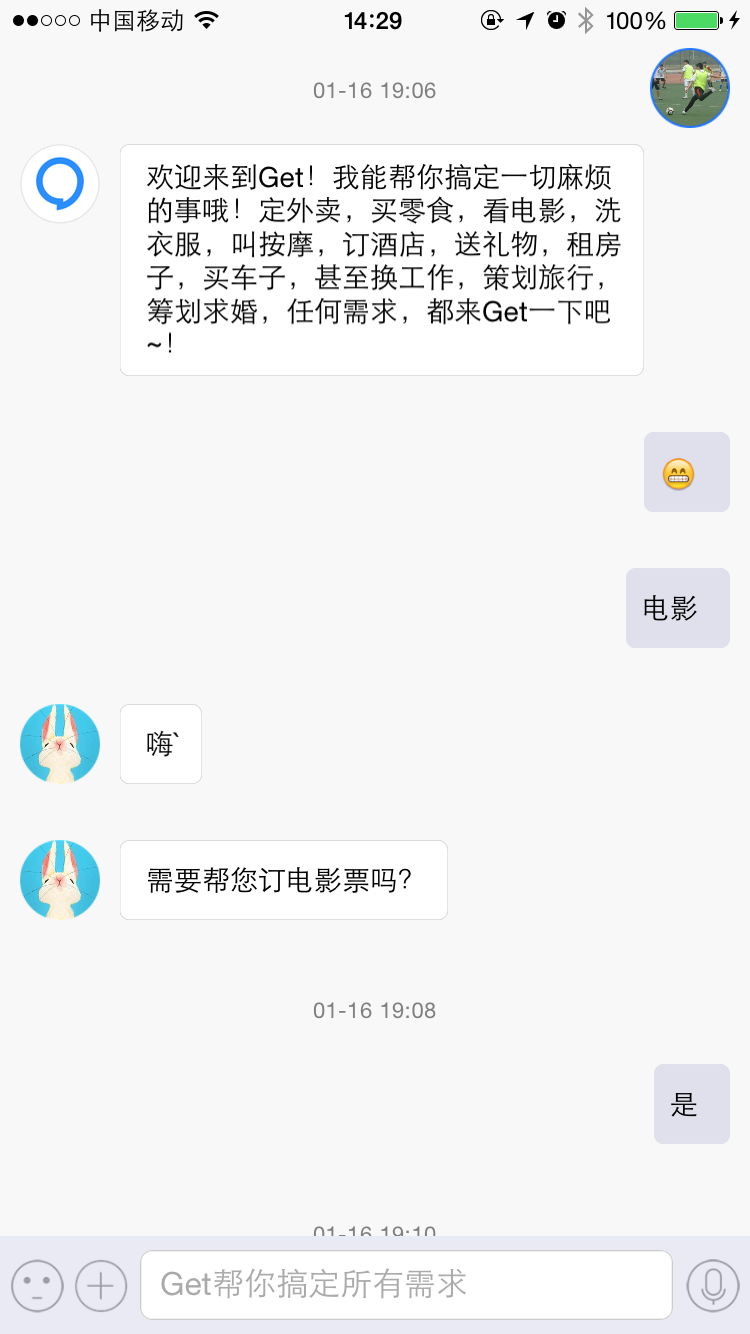 中国移动 14:29 100%
01-16 19:06
欢迎来到Get！我能帮你搞定一切麻烦
的事哦！定外卖，买零食，看电影，洗
衣服，叫按摩，订酒店，送礼物，租房
子，买车子，甚至换工作，策划旅行，
筹划求婚，任何需求，都来Get一下吧
~！
😁
电影
嗨`
需要帮您订电影票吗？
01-16 19:08
是
01-16 19:10
Get帮你搞定所有需求